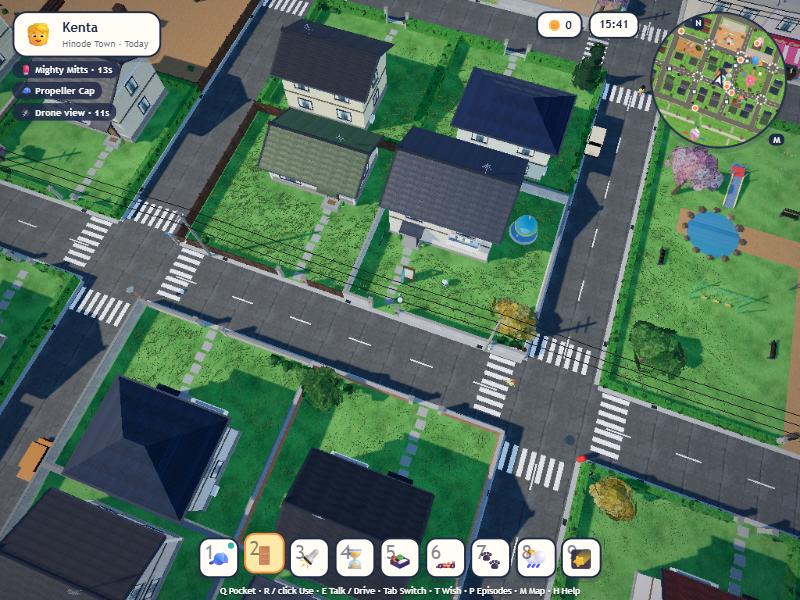 Kenta
Hinode Town · Today
0
15:41
N
Mighty Mitts · 13s
Propeller Cap
Drone view · 11s
M
1
2
3
4
5
6
7
8
9
Q Pocket · R / click Use · E Talk / Drive · Tab Switch · T Wish · P Episodes · M Map · H Help